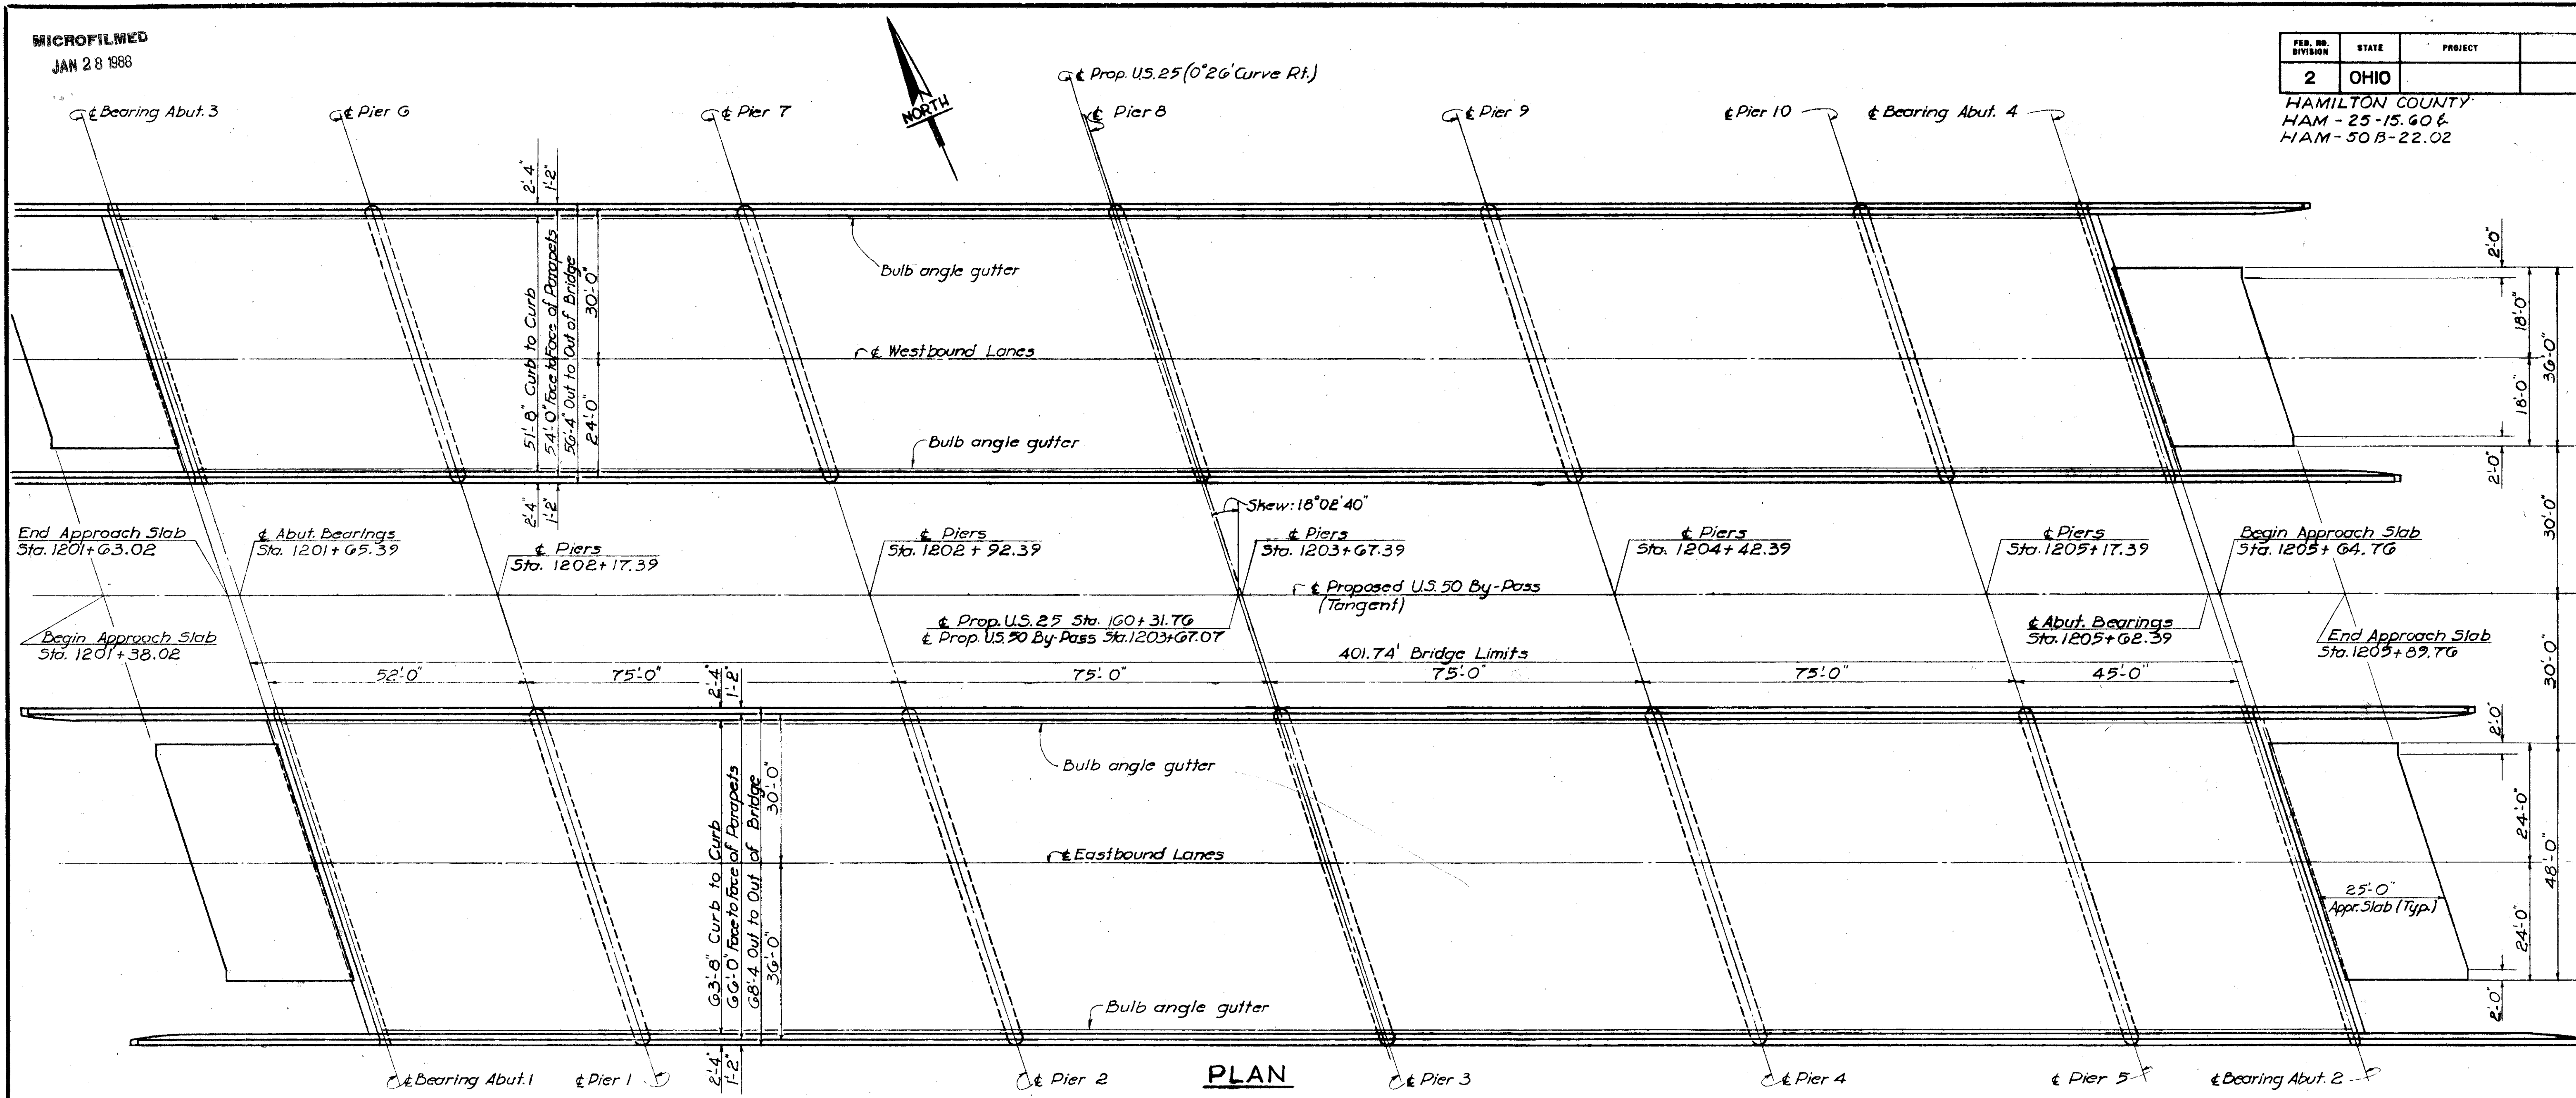 MICROFILMED
JAN 28 1988
FED. RD. DIVISION
STATE
PROJECT
2
OHIO
HAMILTON COUNTY
HAM - 25 - 15.60 &
HAM - 50 B - 22.02
NORTH
℄ Prop. U.S. 25 (0°26' Curve Rt.)
℄ Bearing Abut. 3
℄ Pier 6
℄ Pier 7
℄ Pier 8
℄ Pier 9
℄ Pier 10
℄ Bearing Abut. 4
2'-4"
1'-2"
51'-8" Curb to Curb
54'-0" Face to Face of Parapets
56'-4" Out to Out of Bridge
30'-0"
24'-0"
2'-4"
1'-2"
Bulb angle gutter
℄ Westbound Lanes
Bulb angle gutter
2'-0"
18'-0"
18'-0"
36'-0"
2'-0"
30'-0"
Skew: 18°02'40"
End Approach Slab
Sta. 1201+63.02
℄ Abut. Bearings
Sta. 1201+65.39
℄ Piers
Sta. 1202+17.39
℄ Piers
Sta. 1202+92.39
℄ Piers
Sta. 1203+67.39
℄ Piers
Sta. 1204+42.39
℄ Piers
Sta. 1205+17.39
Begin Approach Slab
Sta. 1205+64.76
℄ Proposed U.S. 50 By-Pass
(Tangent)
Begin Approach Slab
Sta. 1201+38.02
℄ Prop. U.S. 25 Sta. 160+31.76
℄ Prop. U.S. 50 By-Pass Sta. 1203+67.07
℄ Abut. Bearings
Sta. 1205+62.39
End Approach Slab
Sta. 1205+89.76
401.74' Bridge Limits
52'-0"
75'-0"
75'-0"
75'-0"
75'-0"
45'-0"
30'-0"
2'-4"
1'-2"
63'-8" Curb to Curb
66'-0" Face to Face of Parapets
68'-4 Out to Out of Bridge
30'-0"
36'-0"
2'-4"
1'-2"
Bulb angle gutter
℄ Eastbound Lanes
Bulb angle gutter
2'-0"
24'-0"
24'-0"
48'-0"
2'-0"
25'-0"
Appr. Slab (Typ.)
℄ Bearing Abut. 1
℄ Pier 1
℄ Pier 2
℄ Pier 3
℄ Pier 4
℄ Pier 5
℄ Bearing Abut. 2
PLAN